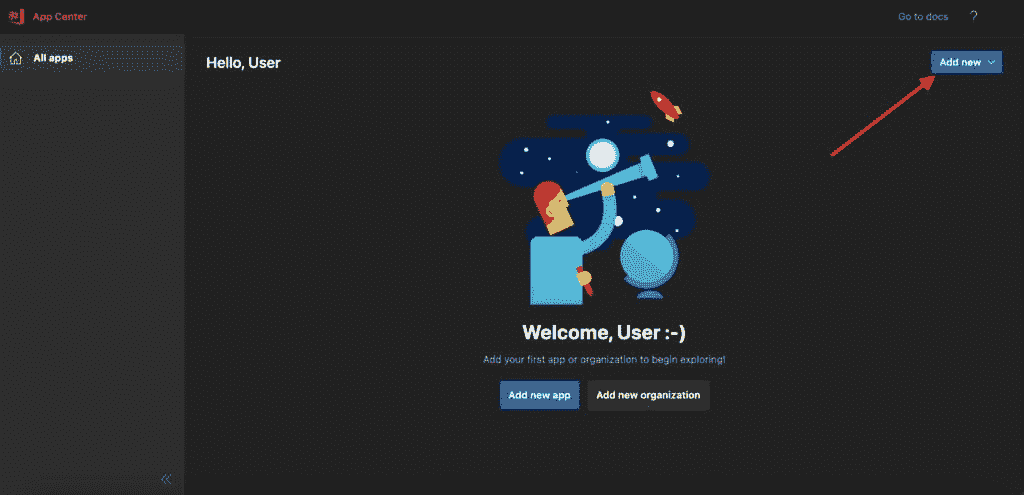 App Center
Go to docs
?
All apps
Hello, User
Add new
Welcome, User :-)
Add your first app or organization to begin exploring!
Add new app
Add new organization